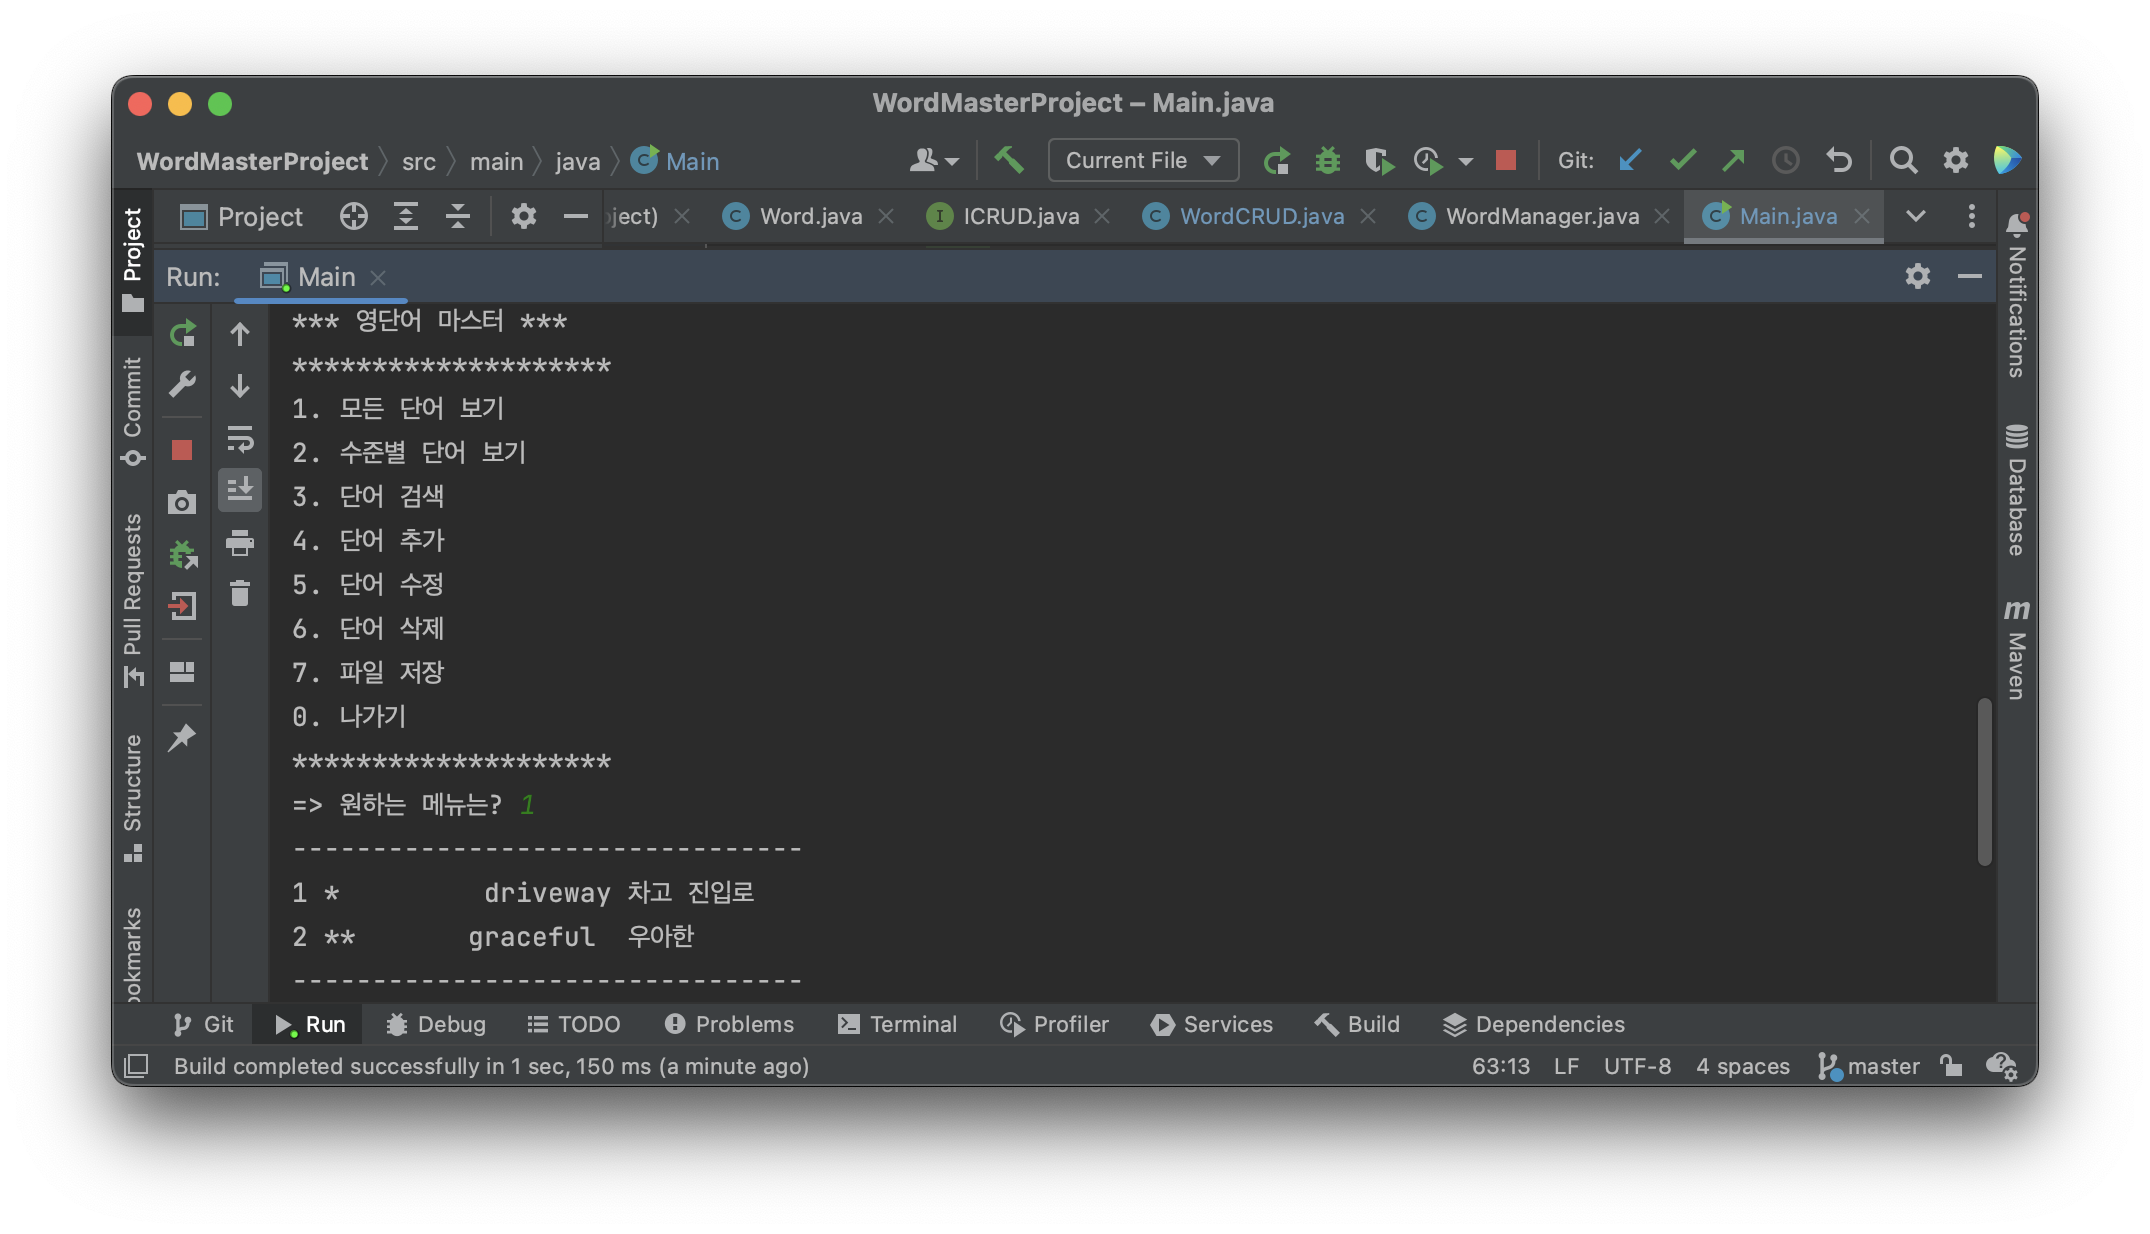 WordMasterProject – Main.java
WordMasterProject src main java Main Current File Git:
Project Word.java ICRUD.java WordCRUD.java WordManager.java Main.java
Run: Main
*** 영단어 마스터 ***
********************
1. 모든 단어 보기
2. 수준별 단어 보기
3. 단어 검색
4. 단어 추가
5. 단어 수정
6. 단어 삭제
7. 파일 저장
0. 나가기
********************
=> 원하는 메뉴는? 1
--------------------------------
1 *         driveway 차고 진입로
2 **       graceful  우아한
--------------------------------
Project
Commit
Pull Requests
Structure
Notifications
Database
m Maven
Git Run Debug TODO Problems Terminal Profiler Services Build Dependencies
Build completed successfully in 1 sec, 150 ms (a minute ago) 63:13 LF UTF-8 4 spaces master